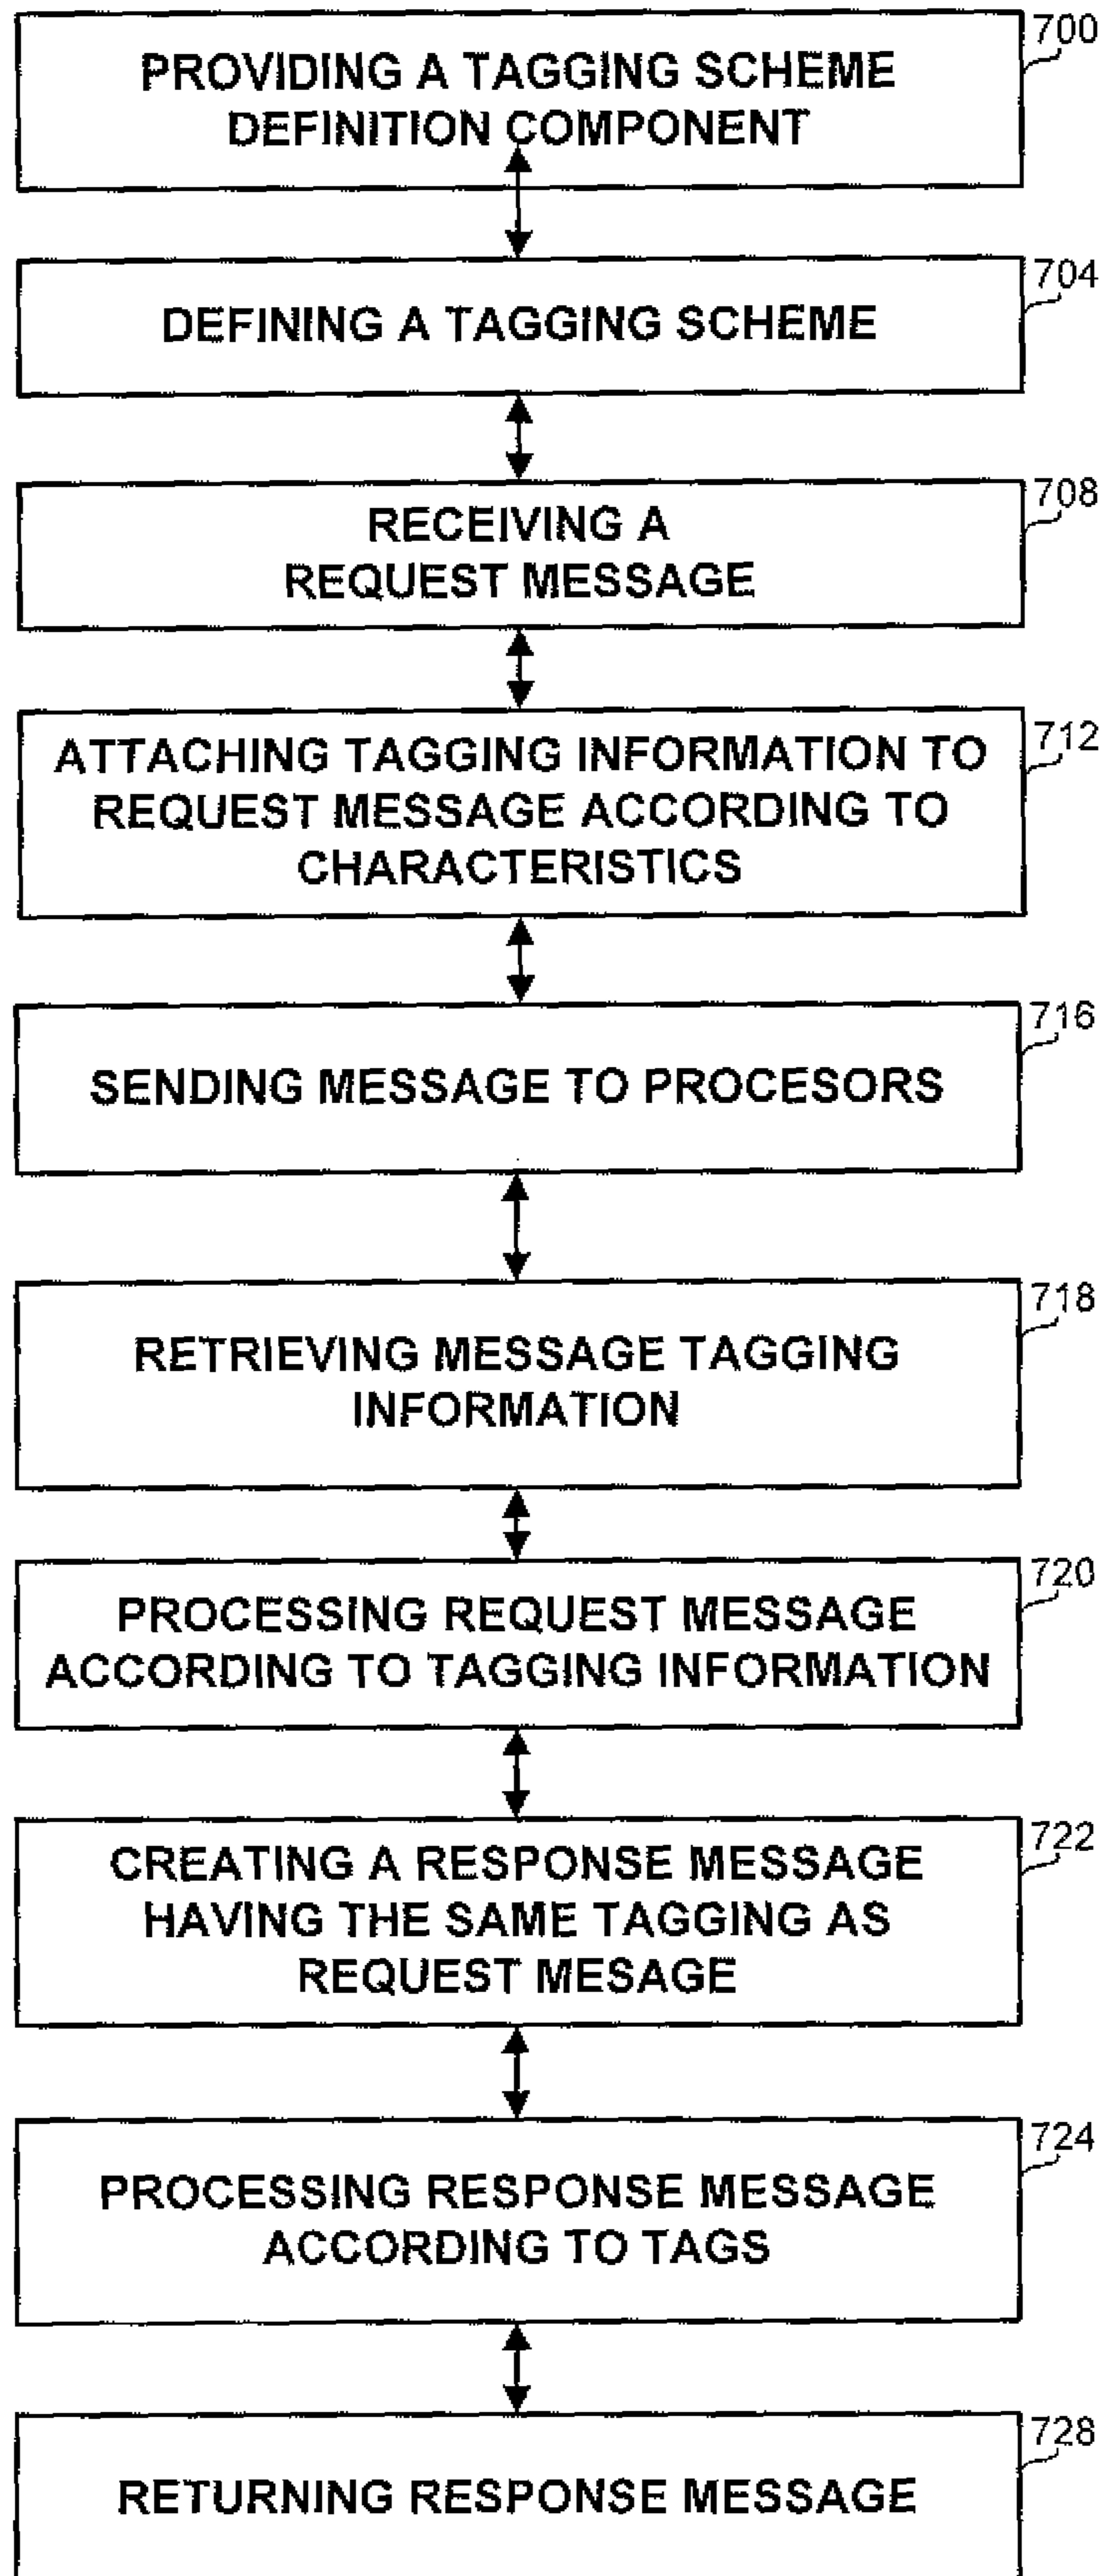 700
PROVIDING A TAGGING SCHEME
DEFINITION COMPONENT
704
DEFINING A TAGGING SCHEME
708
RECEIVING A
REQUEST MESSAGE
712
ATTACHING TAGGING INFORMATION TO
REQUEST MESSAGE ACCORDING TO
CHARACTERISTICS
716
SENDING MESSAGE TO PROCESORS
718
RETRIEVING MESSAGE TAGGING
INFORMATION
720
PROCESSING REQUEST MESSAGE
ACCORDING TO TAGGING INFORMATION
722
CREATING A RESPONSE MESSAGE
HAVING THE SAME TAGGING AS
REQUEST MESAGE
724
PROCESSING RESPONSE MESSAGE
ACCORDING TO TAGS
728
RETURNING RESPONSE MESSAGE